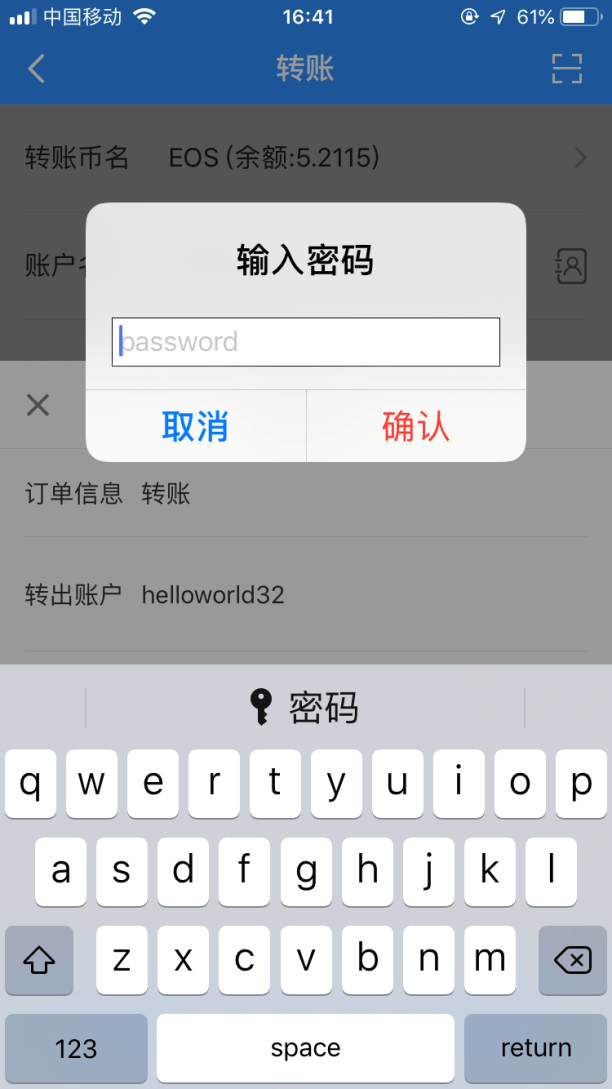 中国移动 16:41 61%
转账
转账币名 EOS (余额:5.2115)
账户
输入密码
password
取消 确认
订单信息 转账
转出账户 helloworld32
密码
q w e r t y u i o p
a s d f g h j k l
z x c v b n m
123 space return